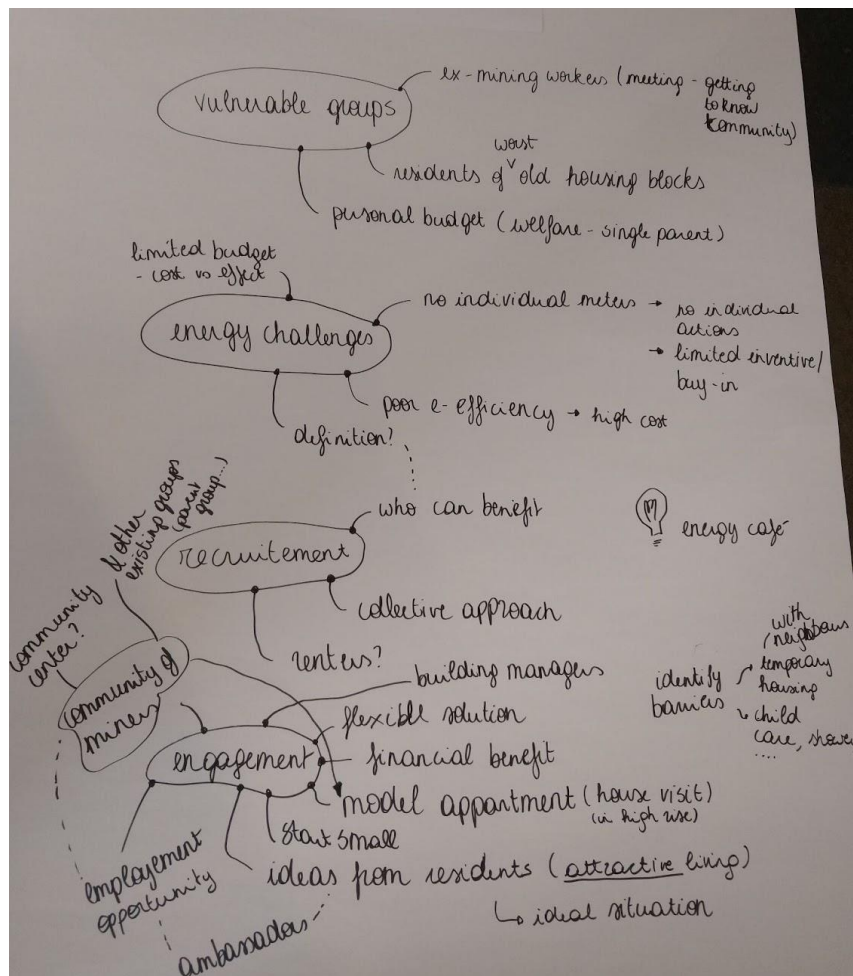 ex-mining workers (meeting - getting
to know
community)
vulnerable groups
worst
residents of old housing blocks
personal budget (welfare - single parent)
limited budget
- cost vs effect
no individual meters → no individual
actions
→ limited inventive/
buy-in
energy challenges
poor e-efficiency → high cost
definition?
who can benefit
recruitement
collective approach
renters?
energy café
& other
existing groups
(parent
group...)
community
center?
community of
miners
building managers
flexible solution
engagement
financial benefit
model appartment (house visit)
(in high rise)
start small
ideas from residents (attractive living)
↳ ideal situation
employement
opportunity
ambassaders
identify
barriers
with
neighbours
temporary
housing
child
care, shower
....